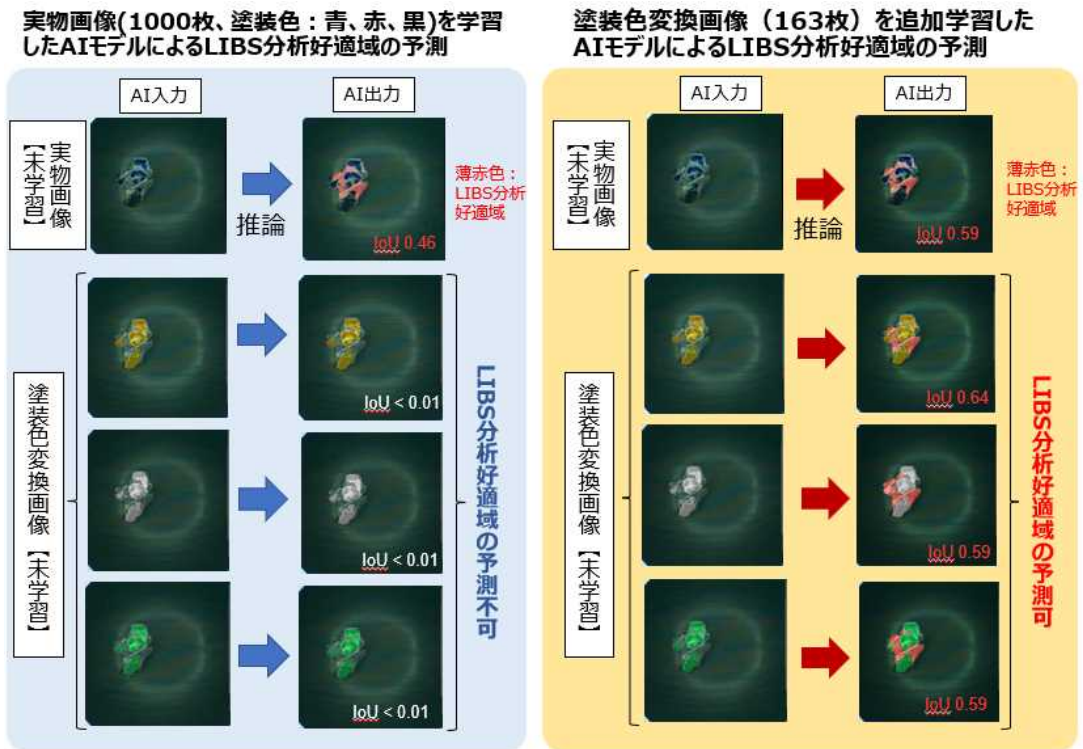 実物画像(1000枚、塗装色：青、赤、黒)を学習
したAIモデルによるLIBS分析好適域の予測
AI入力
AI出力
実物画像
【未学習】
推論
薄赤色：
LIBS分析
好適域
IoU 0.46
塗装色変換画像【未学習】
IoU < 0.01
IoU < 0.01
IoU < 0.01
LIBS分析好適域の予測不可
塗装色変換画像（163枚）を追加学習した
AIモデルによるLIBS分析好適域の予測
AI入力
AI出力
実物画像
【未学習】
推論
薄赤色：
LIBS分析
好適域
IoU 0.59
塗装色変換画像【未学習】
IoU 0.64
IoU 0.59
IoU 0.59
LIBS分析好適域の予測可